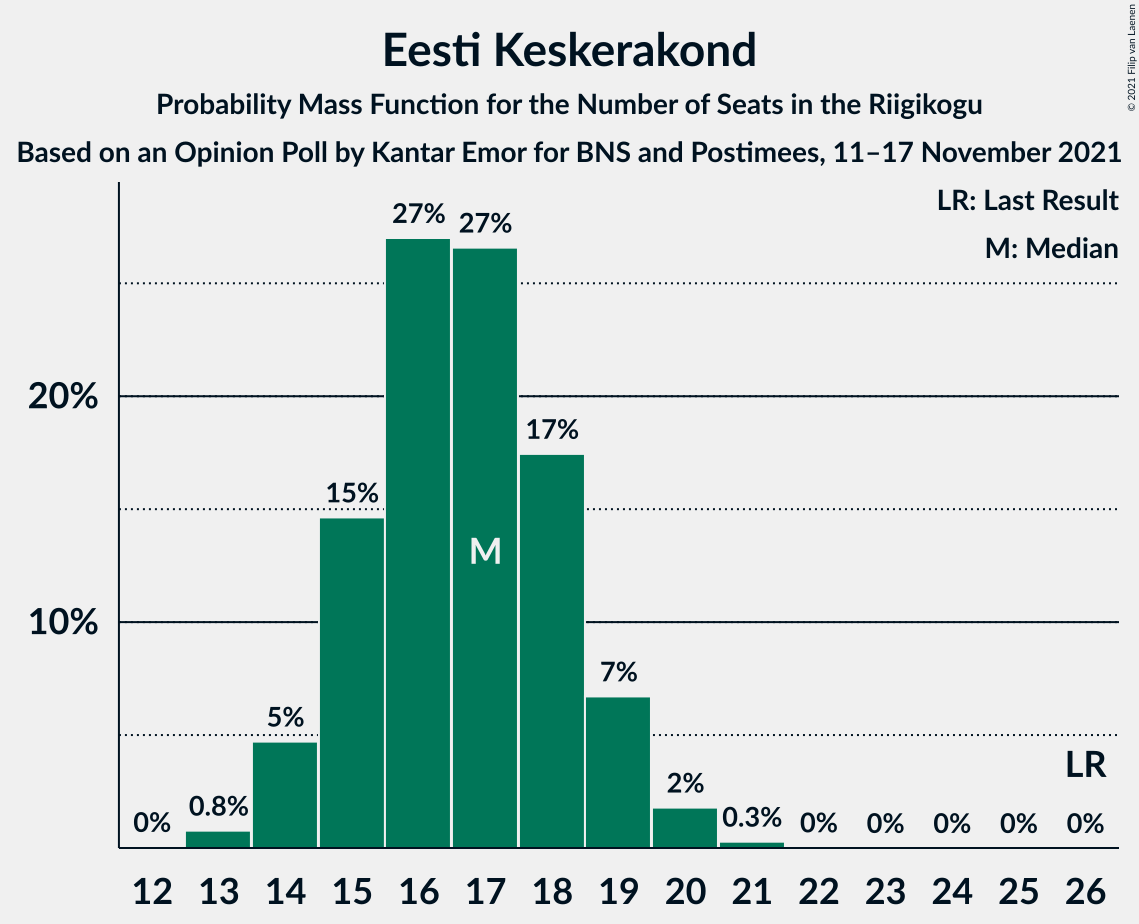 Eesti Keskerakond
Probability Mass Function for the Number of Seats in the Riigikogu
Based on an Opinion Poll by Kantar Emor for BNS and Postimees, 11–17 November 2021
© 2021 Filip van Laenen
LR: Last Result
M: Median
20%
10%
0%
0.8%
5%
15%
27%
27%
17%
7%
2%
0.3%
0%
0%
0%
0%
0%
M
LR
12 13 14 15 16 17 18 19 20 21 22 23 24 25 26